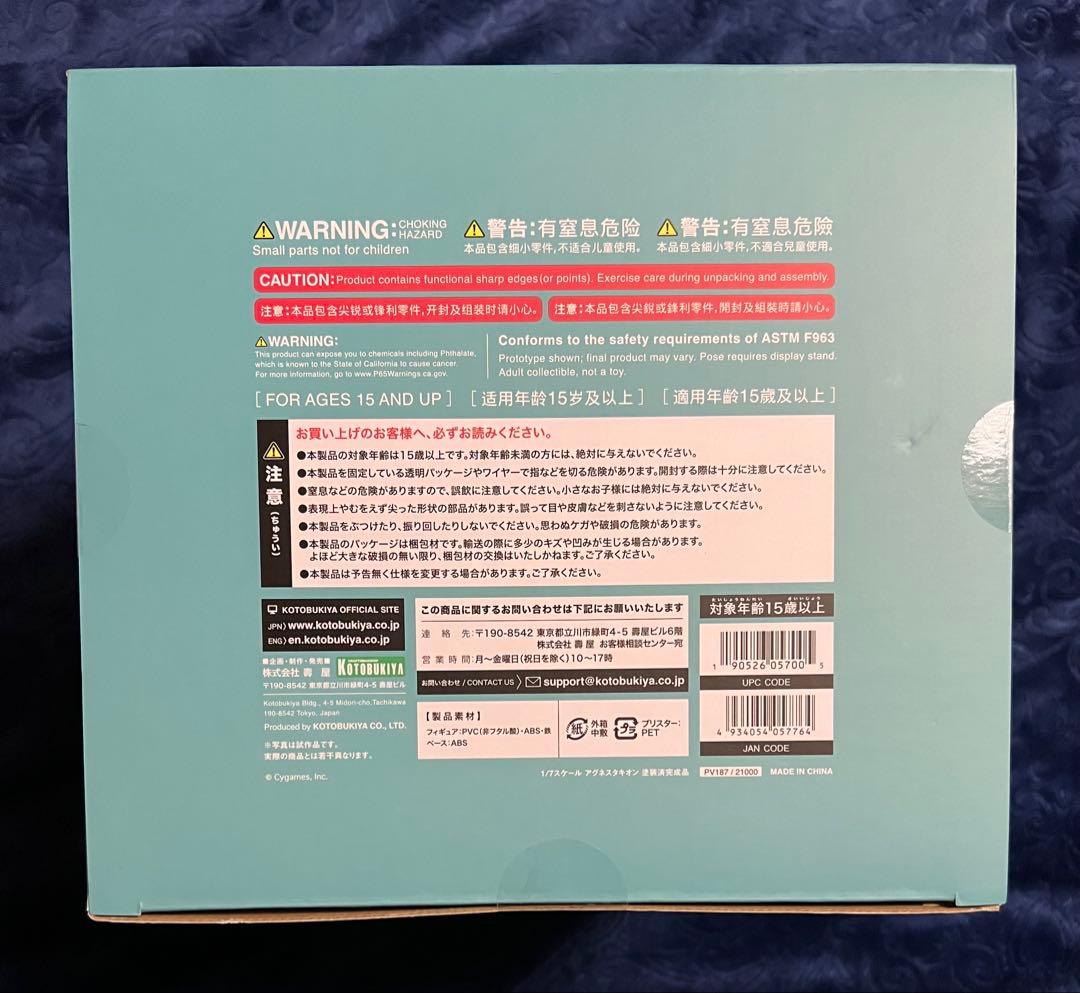 ⚠WARNING: CHOKING HAZARD
Small parts not for children
⚠警告:有窒息危险
本品包含细小零件,不适合儿童使用。
⚠警告:有窒息危險
本品包含細小零件,不適合兒童使用。
CAUTION:Product contains functional sharp edges(or points). Exercise care during unpacking and assembly.
注意:本品包含尖锐或锋利零件,开封及组装时请小心。
注意:本品包含尖銳或鋒利零件,開封及組裝時請小心。
⚠WARNING:
This product can expose you to chemicals including Phthalate,
which is known to the State of California to cause cancer.
For more information, go to www.P65Warnings.ca.gov.
Conforms to the safety requirements of ASTM F963
Prototype shown; final product may vary. Pose requires display stand.
Adult collectible, not a toy.
[FOR AGES 15 AND UP] [适用年龄15岁及以上] [適用年齡15歲及以上]
⚠注意(ちゅうい)
お買い上げのお客様へ、必ずお読みください。
●本製品の対象年齢は15歳以上です。対象年齢未満の方には、絶対に与えないでください。
●本製品を固定している透明パッケージやワイヤーで指などを切る危険があります。開封する際は十分に注意してください。
●窒息などの危険がありますので、誤飲に注意してください。小さなお子様には絶対に与えないでください。
●表現上やむをえず尖った形状の部品があります。誤って目や皮膚などを刺さないように注意してください。
●本製品をぶつけたり、振り回したりしないでください。思わぬケガや破損の危険があります。
●本製品のパッケージは梱包材です。輸送の際に多少のキズや凹みが生じる場合があります。
よほど大きな破損の無い限り、梱包材の交換はいたしかねます。ご了承ください。
●本製品は予告無く仕様を変更する場合があります。ご了承ください。
KOTOBUKIYA OFFICIAL SITE
JPN〉www.kotobukiya.co.jp
ENG〉en.kotobukiya.co.jp
■企画・制作・発売■
株式会社 壽 屋
KOTOBUKIYA
〒190-8542 東京都立川市緑町4-5 壽屋ビル
Kotobukiya Bldg., 4-5 Midori-cho,Tachikawa
190-8542 Tokyo, Japan
Produced by KOTOBUKIYA CO., LTD.
※写真は試作品です。
実際の商品とは若干異なります。
© Cygames, Inc.
この商品に関するお問い合わせは下記にお願いいたします
連絡先:〒190-8542 東京都立川市緑町4-5 壽屋ビル6階
株式会社 壽 屋 お客様相談センター宛
営業時間:月〜金曜日(祝日を除く)10〜17時
お問い合わせ / CONTACT US 〉 support@kotobukiya.co.jp
【製品素材】
フィギュア:PVC(非フタル酸)・ABS・鉄
ベース:ABS
紙 外箱
中敷
プラ ブリスター:
PET
1/7スケール アグネスタキオン 塗装済完成品
たいしょうねんれい さいいじょう
対象年齢15歳以上
1 90526 05700 5
UPC CODE
4 934054 057764
JAN CODE
PV187 / 21000 MADE IN CHINA